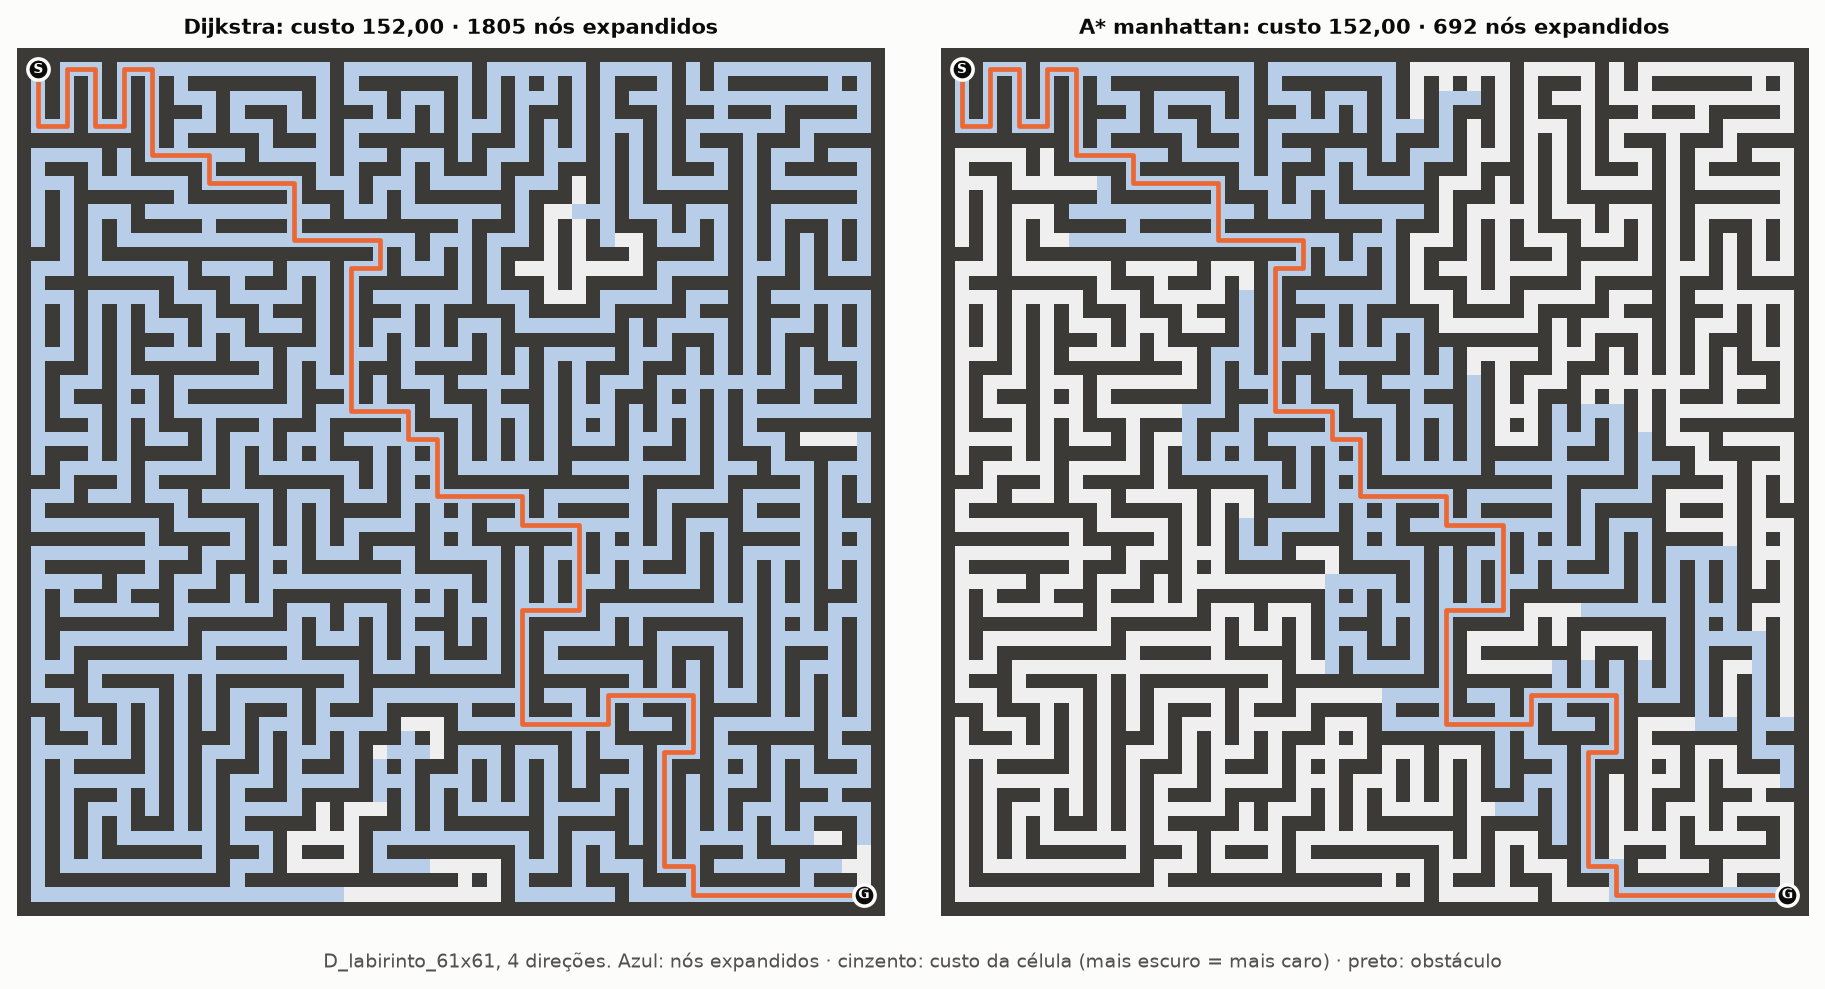 Dijkstra: custo 152,00 · 1805 nós expandidos
A* manhattan: custo 152,00 · 692 nós expandidos
S
S
G
G
D_labirinto_61x61, 4 direções. Azul: nós expandidos · cinzento: custo da célula (mais escuro = mais caro) · preto: obstáculo